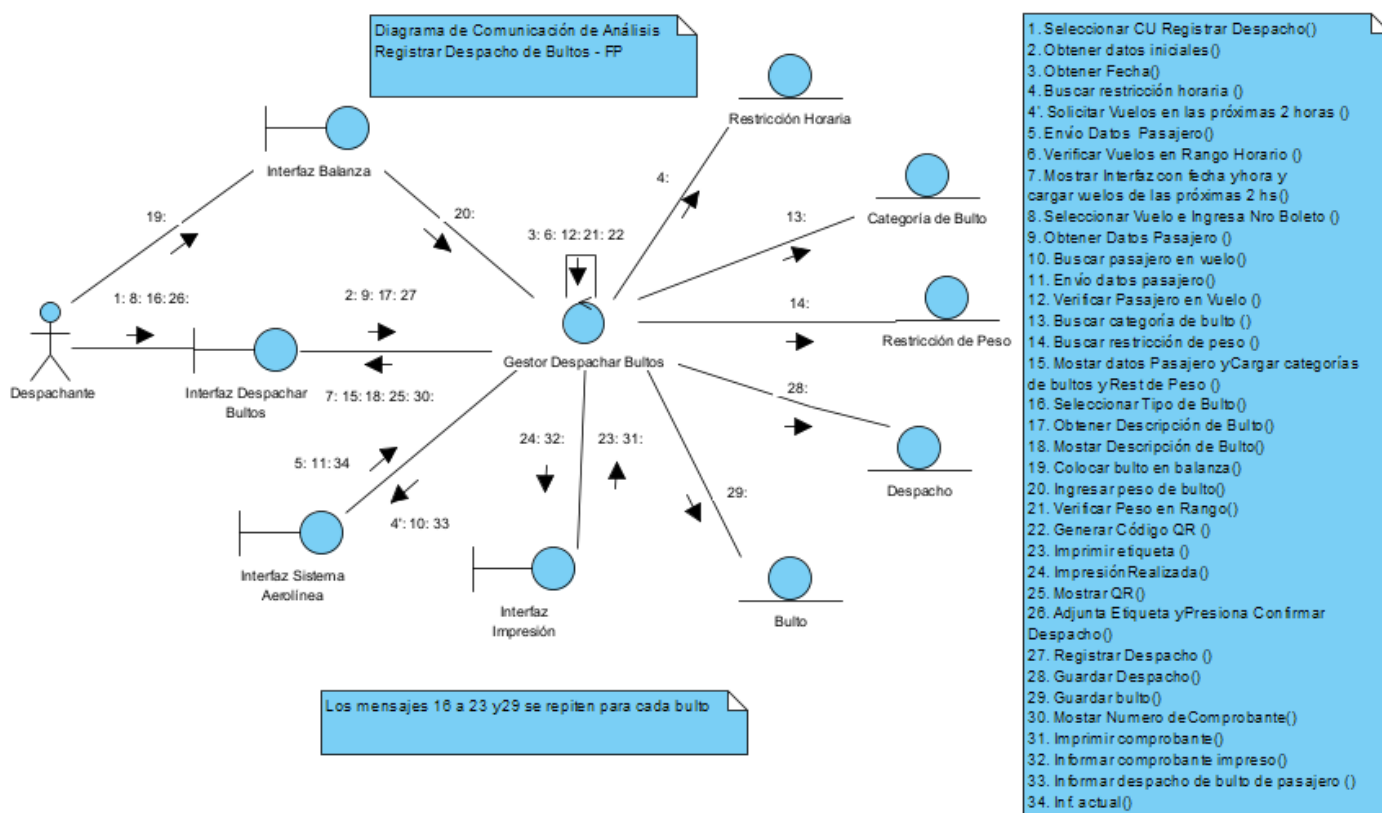 Diagrama de Comunicación de Análisis
Registrar Despacho de Bultos - FP
Restricción Horaria
Interfaz Balanza
4:
Categoría de Bulto
19:
20:
13:
3: 6: 12: 21: 22
1: 8: 16: 26:
2: 9: 17: 27
14:
Gestor Despachar Bultos
Restricción de Peso
Despachante
Interfaz Despachar
Bultos
7: 15: 18: 25: 30:
28:
24: 32:
23: 31:
5: 11: 34
29:
Despacho
4': 10: 33
Interfaz Sistema
Aerolínea
Interfaz
Impresión
Bulto
Los mensajes 16 a 23 y29 se repiten para cada bulto
1. Seleccionar CU Registrar Despacho()
2. Obtener datos iniciales()
3. Obtener Fecha()
4. Buscar restricción horaria ()
4'. Solicitar Vuelos en las próximas 2 horas ()
5. Envío Datos Pasajero()
6. Verificar Vuelos en Rango Horario ()
7. Mostrar Interfaz con fecha yhora y
cargar vuelos de las próximas 2 hs()
8. Seleccionar Vuelo e Ingresa Nro Boleto ()
9. Obtener Datos Pasajero ()
10. Buscar pasajero en vuelo()
11. Envío datos pasajero()
12. Verificar Pasajero en Vuelo ()
13. Buscar categoría de bulto ()
14. Buscar restricción de peso ()
15. Mostar datos Pasajero yCargar categorías
de bultos yRest de Peso ()
16. Seleccionar Tipo de Bulto()
17. Obtener Descripción de Bulto()
18. Mostar Descripción de Bulto()
19. Colocar bulto en balanza()
20. Ingresar peso de bulto()
21. Verificar Peso en Rango()
22. Generar Código QR ()
23. Imprimir etiqueta ()
24. Impresión Realizada()
25. Mostrar QR()
26. Adjunta Etiqueta yPresiona Confirmar
Despacho()
27. Registrar Despacho ()
28. Guardar Despacho()
29. Guardar bulto()
30. Mostar Numero deComprobante()
31. Imprimir comprobante()
32. Informar comprobante impreso()
33. Informar despacho de bulto de pasajero ()
34. Inf. actual()